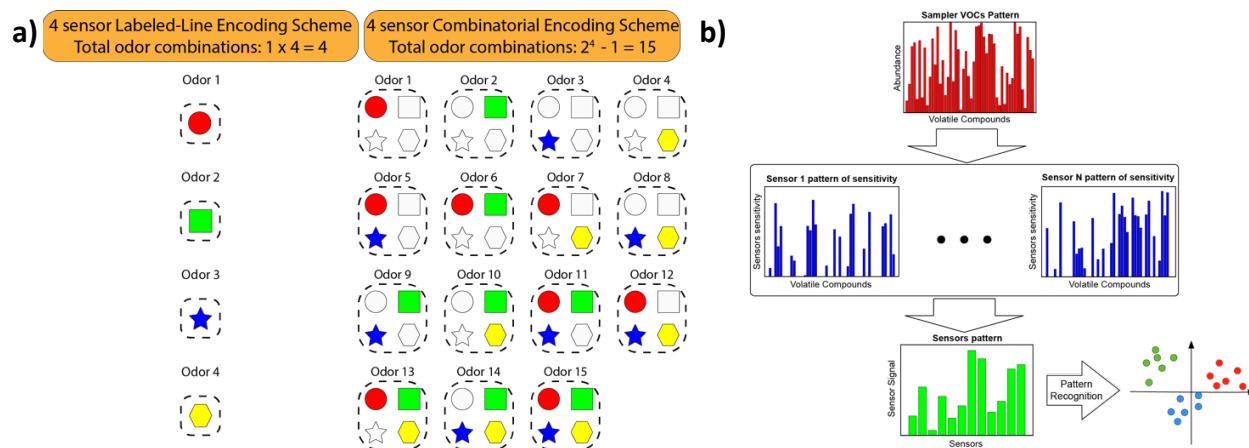 a)
4 sensor Labeled-Line Encoding Scheme
Total odor combinations: 1 x 4 = 4
4 sensor Combinatorial Encoding Scheme
Total odor combinations: 2⁴ - 1 = 15
Odor 1
Odor 2
Odor 3
Odor 4
Odor 1 Odor 2 Odor 3 Odor 4
Odor 5 Odor 6 Odor 7 Odor 8
Odor 9 Odor 10 Odor 11 Odor 12
Odor 13 Odor 14 Odor 15
b)
Sampler VOCs Pattern
Abundance
Volatile Compounds
Sensor 1 pattern of sensitivity
Sensors sensitivity
Volatile Compounds
Sensor N pattern of sensitivity
Sensors sensitivity
Volatile Compounds
Sensors pattern
Sensor Signal
Sensors
Pattern
Recognition